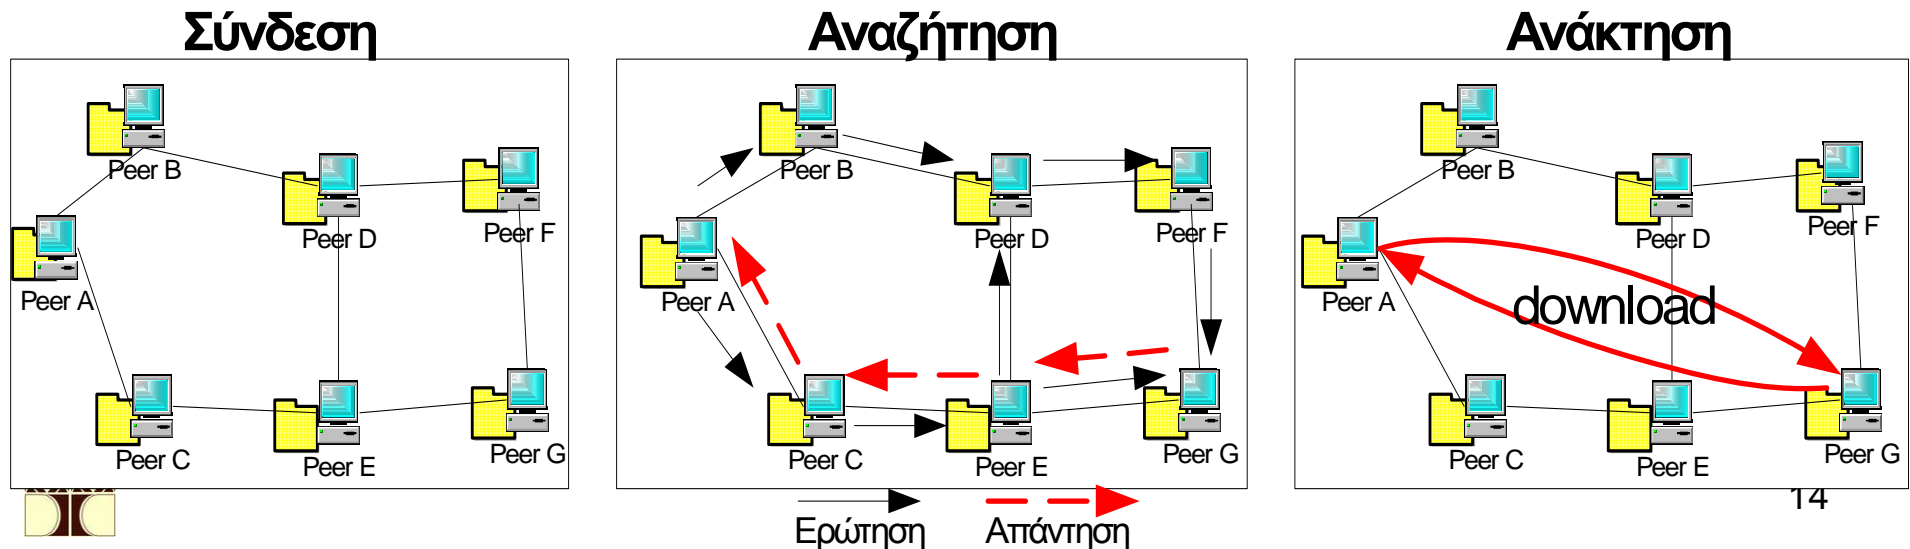 Σύνδεση
Peer B
Peer D
Peer F
Peer A
Peer C
Peer E
Peer G
Αναζήτηση
Peer B
Peer D
Peer F
Peer A
Peer C
Peer E
Peer G
Ερώτηση
Απάντηση
Ανάκτηση
Peer B
Peer D
Peer F
Peer A
download
Peer C
Peer E
Peer G
14